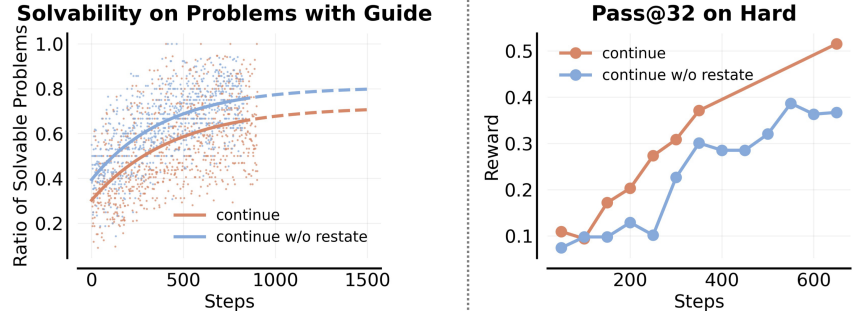 Solvability on Problems with Guide
Ratio of Solvable Problems
1.0
0.8
0.6
0.4
0.2
continue
continue w/o restate
0
500
1000
1500
Steps
Pass@32 on Hard
Reward
0.5
0.4
0.3
0.2
0.1
continue
continue w/o restate
200
400
600
Steps